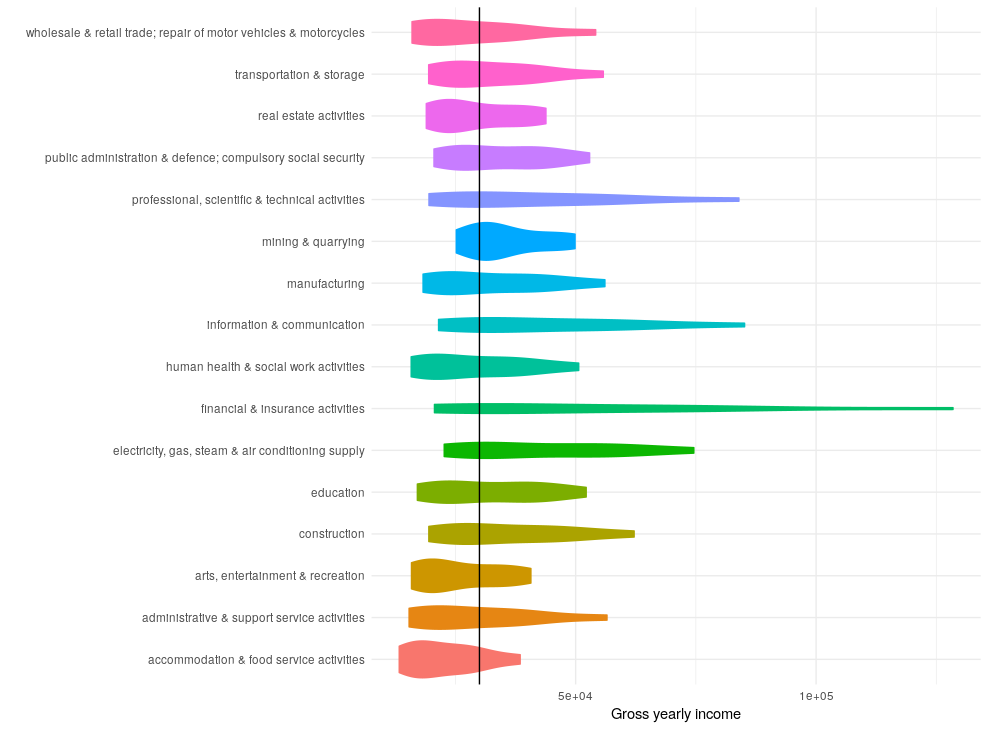 wholesale & retail trade; repair of motor vehicles & motorcycles
transportation & storage
real estate activities
public administration & defence; compulsory social security
professional, scientific & technical activities
mining & quarrying
manufacturing
information & communication
human health & social work activities
financial & insurance activities
electricity, gas, steam & air conditioning supply
education
construction
arts, entertainment & recreation
administrative & support service activities
accommodation & food service activities
5e+04 1e+05
Gross yearly income